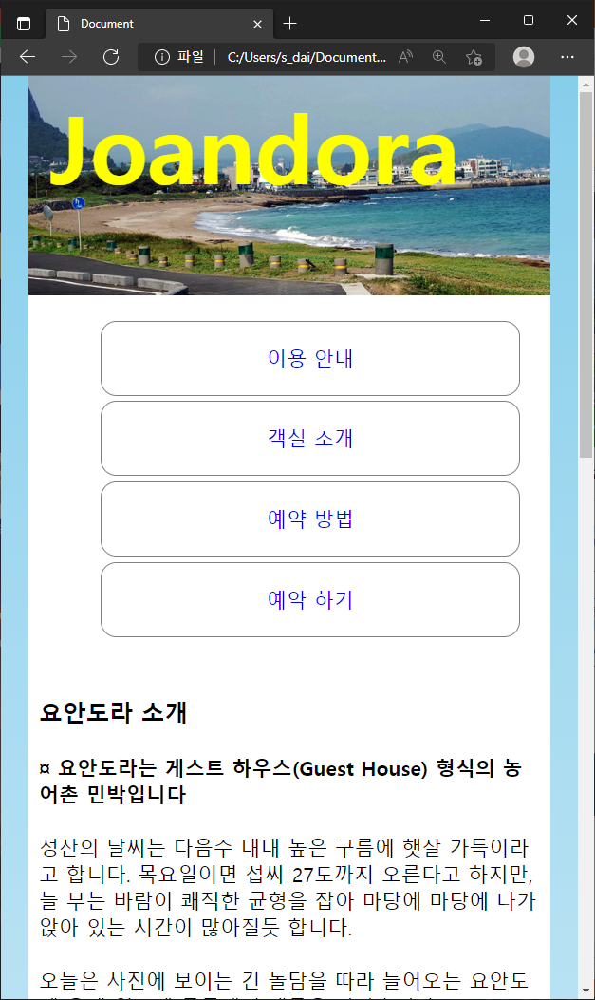 Document
파일 C:/Users/s_dai/Document...
Joandora
이용 안내
객실 소개
예약 방법
예약 하기
요안도라 소개
¤ 요안도라는 게스트 하우스(Guest House) 형식의 농
어촌 민박입니다
성산의 날씨는 다음주 내내 높은 구름에 햇살 가득이라
고 합니다. 목요일이면 섭씨 27도까지 오른다고 하지만,
늘 부는 바람이 쾌적한 균형을 잡아 마당에 마당에 나가
앉아 있는 시간이 많아질듯 합니다.
오늘은 사진에 보이는 긴 돌담을 따라 들어오는 요안도